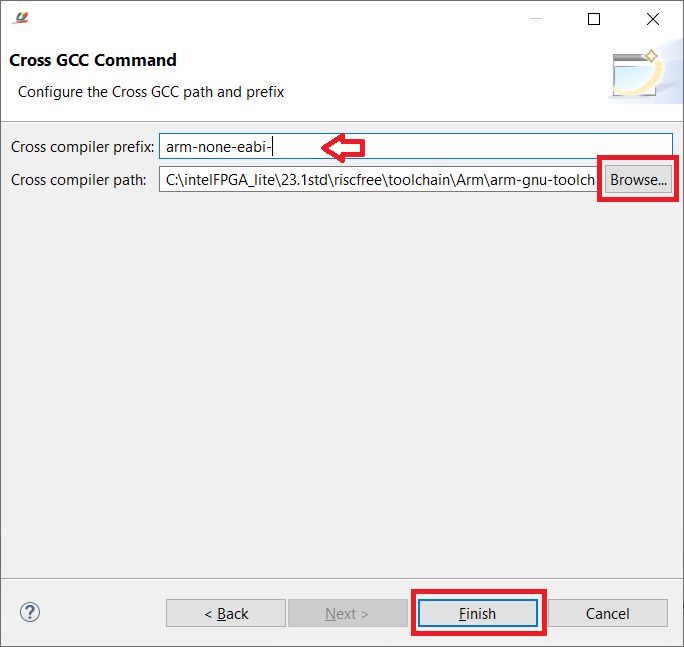 Cross GCC Command
Configure the Cross GCC path and prefix
Cross compiler prefix: arm-none-eabi-
Cross compiler path: C:\intelFPGA_lite\23.1std\riscfree\toolchain\Arm\arm-gnu-toolch Browse...
? < Back Next > Finish Cancel